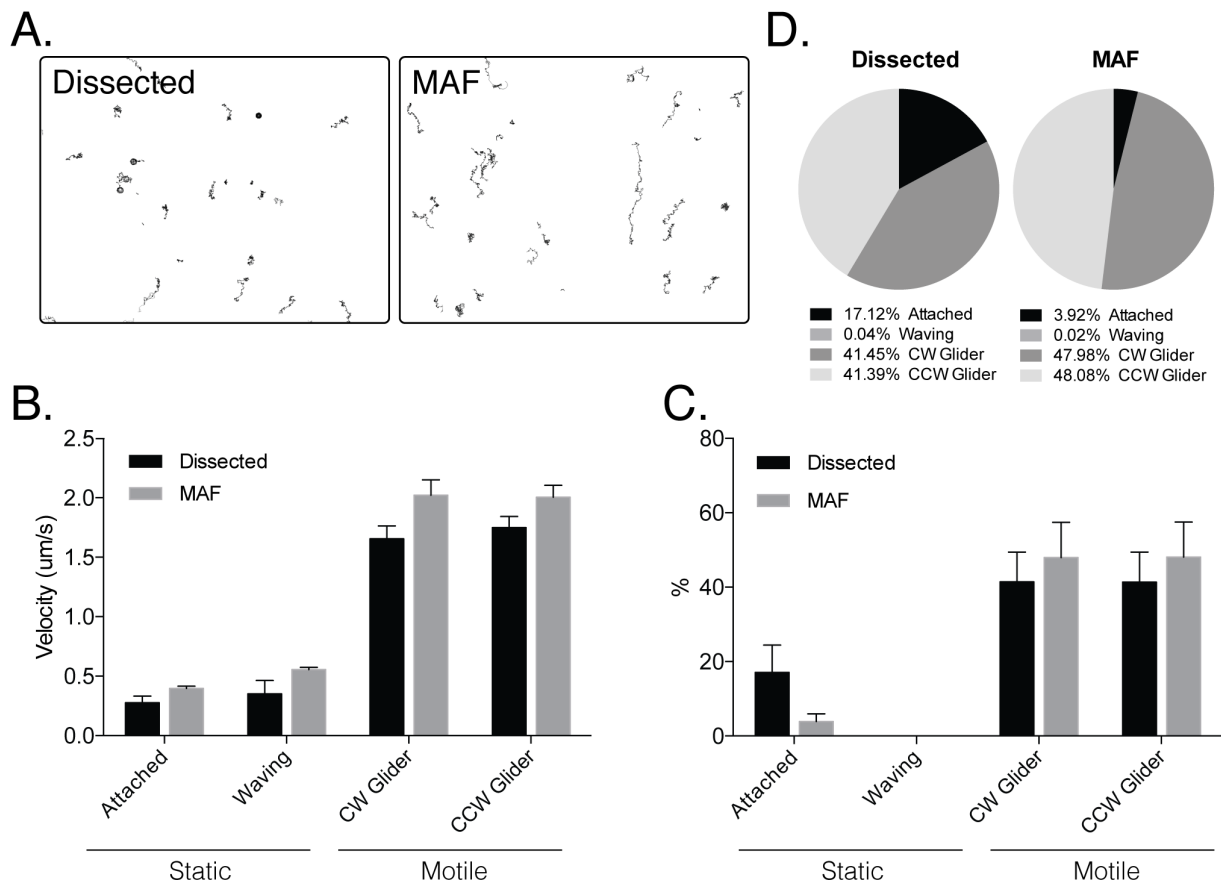 A.
Dissected
MAF
D.
Dissected
MAF
17.12% Attached
0.04% Waving
41.45% CW Glider
41.39% CCW Glider
3.92% Attached
0.02% Waving
47.98% CW Glider
48.08% CCW Glider
B.
Velocity (um/s)
2.5
2.0
1.5
1.0
0.5
0.0
Dissected
MAF
Attached
Waving
CW Glider
CCW Glider
Static
Motile
C.
%
80
60
40
20
0
Dissected
MAF
Attached
Waving
CW Glider
CCW Glider
Static
Motile